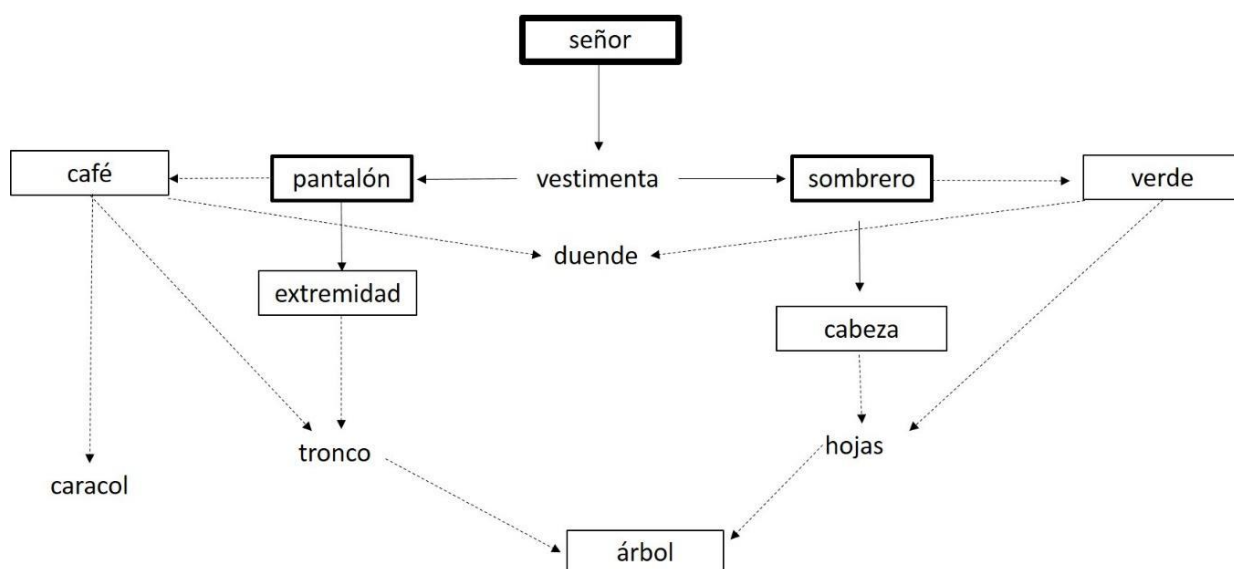 señor
café
pantalón
vestimenta
sombrero
verde
duende
extremidad
cabeza
tronco
hojas
caracol
árbol